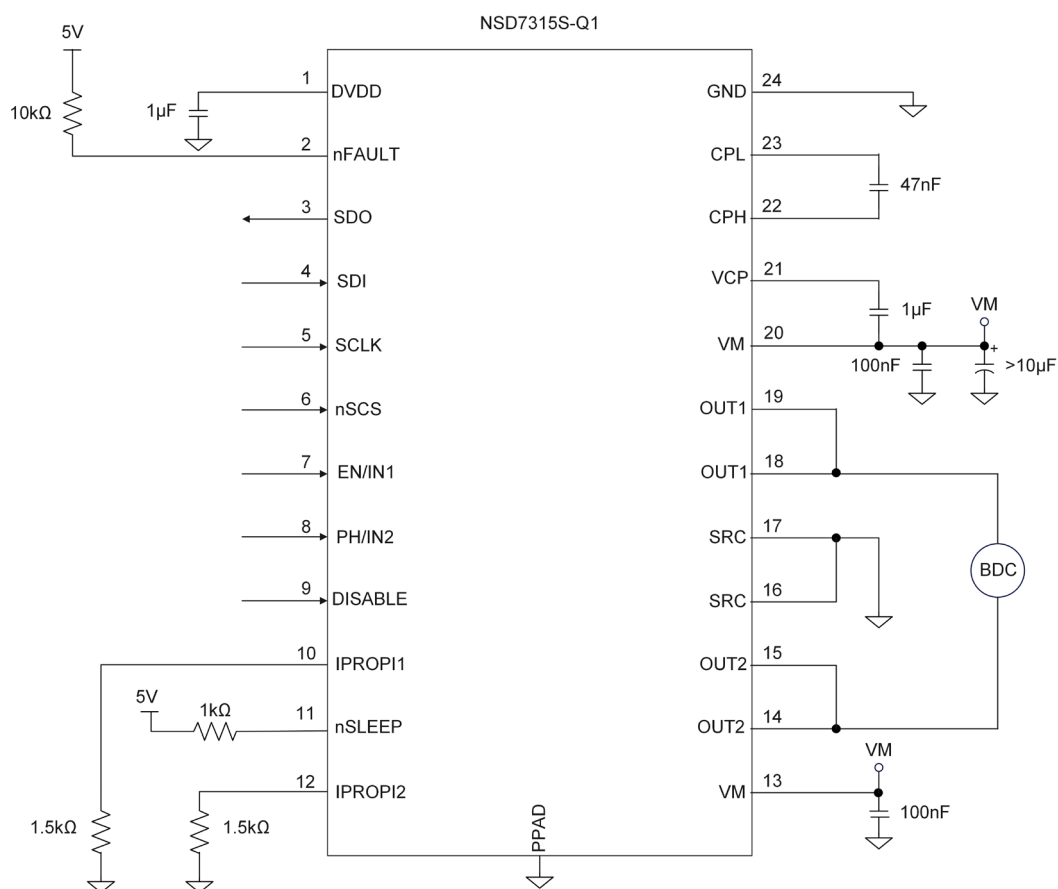 NSD7315S-Q1
5V
10kΩ
1µF
1
DVDD
2
nFAULT
3
SDO
4
SDI
5
SCLK
6
nSCS
7
EN/IN1
8
PH/IN2
9
DISABLE
10
IPROPI1
5V
1kΩ
11
nSLEEP
12
IPROPI2
1.5kΩ
1.5kΩ
PPAD
GND
24
CPL
23
47nF
CPH
22
VCP
21
1µF
VM
VM
20
100nF
+
>10µF
OUT1
19
OUT1
18
SRC
17
BDC
SRC
16
OUT2
15
OUT2
14
VM
VM
13
100nF